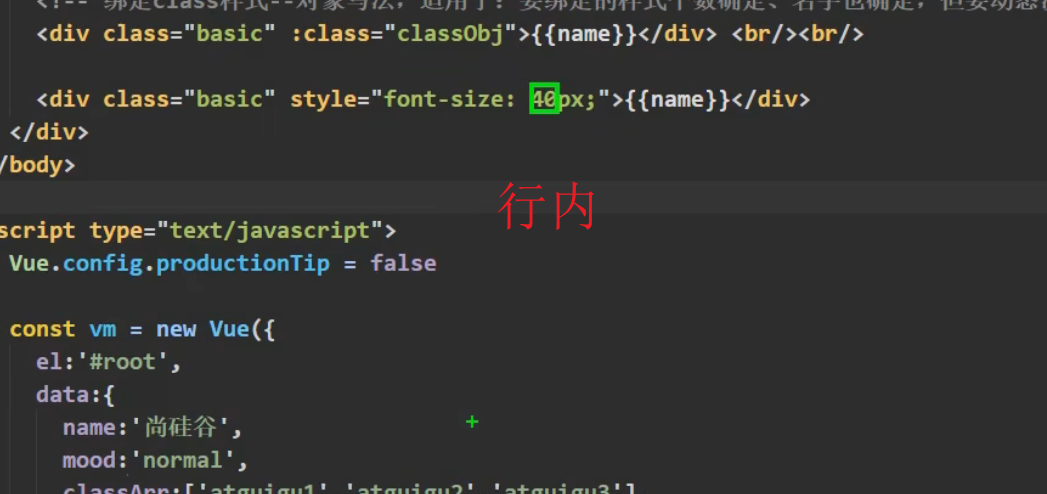 <!-- 绑定class样式--对象写法，适用于：要绑定的样式个数确定、名字也确定，但要动态
<div class="basic" :class="classObj">{{name}}</div> <br/><br/>
<div class="basic" style="font-size: 40px;">{{name}}</div>
</div>
/body>
行内
script type="text/javascript">
Vue.config.productionTip = false
const vm = new Vue({
el:'#root',
data:{
name:'尚硅谷',
mood:'normal',
classArr:['atguigu1','atguigu2','atguigu3']